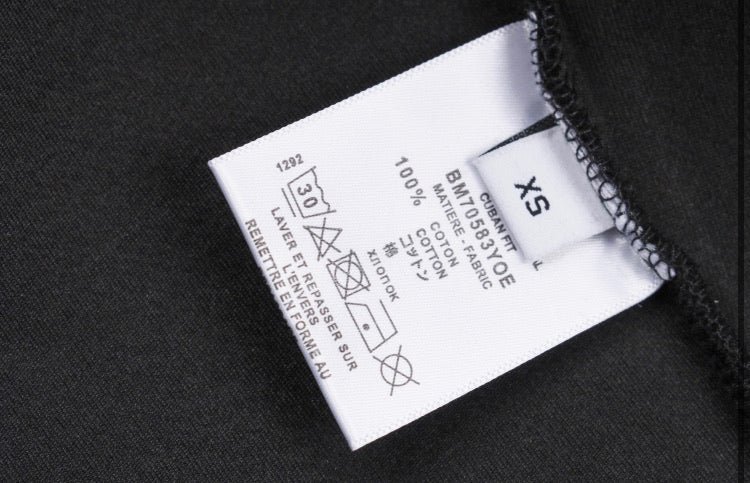 XS
CUBAN FIT
BM70583YOE
MATIERE - FABRIC
100%
COTON
COTTON
コットン
棉
ХЛОПОК
1292
30
LAVER ET REPASSER SUR
L'ENVERS
REMETTRE EN FORME AU